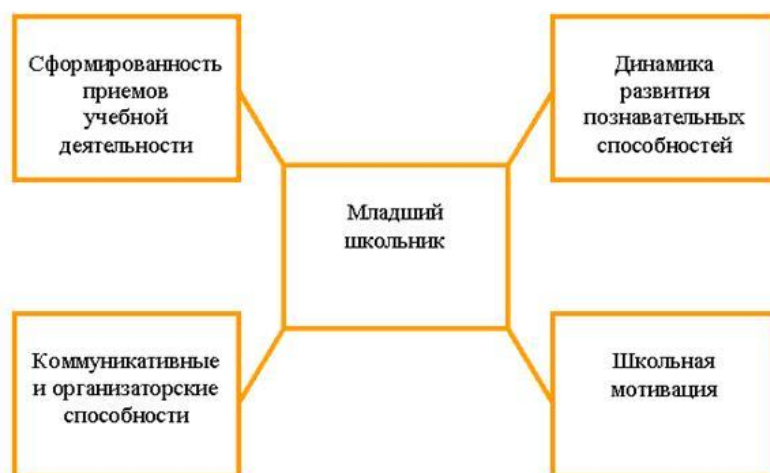 Сформированность
приемов
учебной
деятельности
Динамика
развития
познавательных
способностей
Младший
школьник
Коммуникативные
и организаторские
способности
Школьная
мотивация